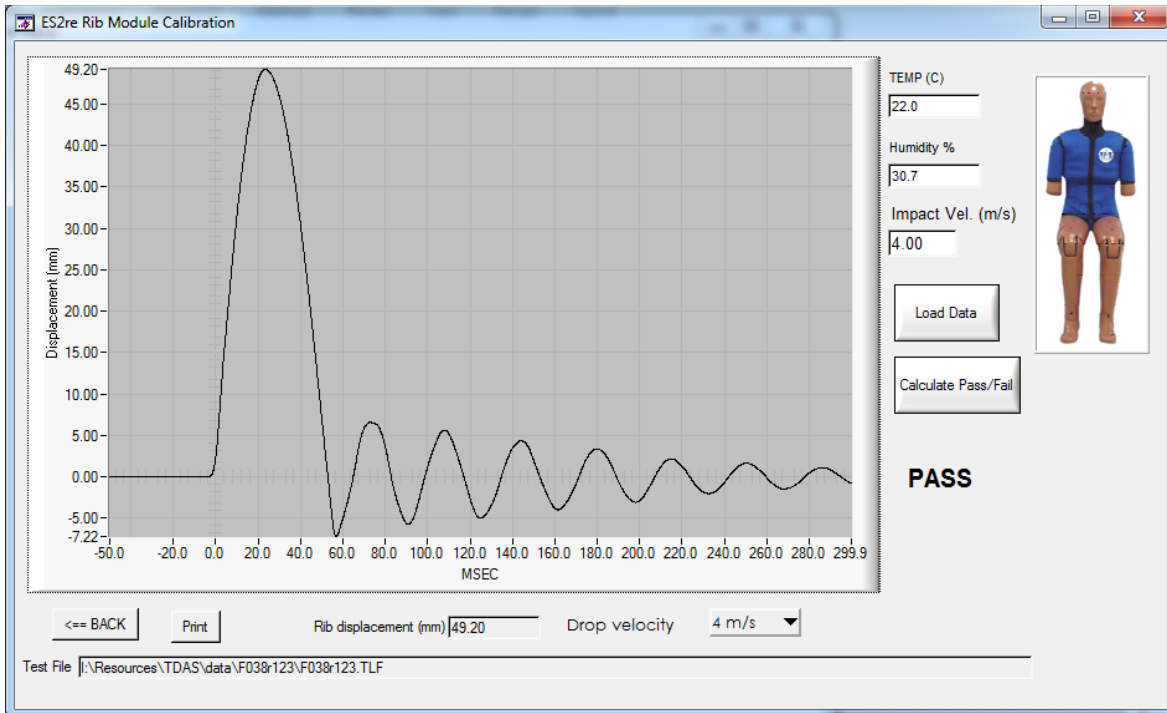 ES2re Rib Module Calibration
49.20
45.00
40.00
35.00
30.00
25.00
20.00
15.00
10.00
5.00
0.00
-5.00
-7.22
Displacement (mm)
-50.0 -20.0 0.0 20.0 40.0 60.0 80.0 100.0 120.0 140.0 160.0 180.0 200.0 220.0 240.0 260.0 280.0 299.9
MSEC
TEMP (C)
22.0
Humidity %
30.7
Impact Vel. (m/s)
4.00
Load Data
Calculate Pass/Fail
PASS
<== BACK
Print
Rib displacement (mm) 49.20
Drop velocity
4 m/s
Test File I:\Resources\TDAS\data\F038r123\F038r123.TLF